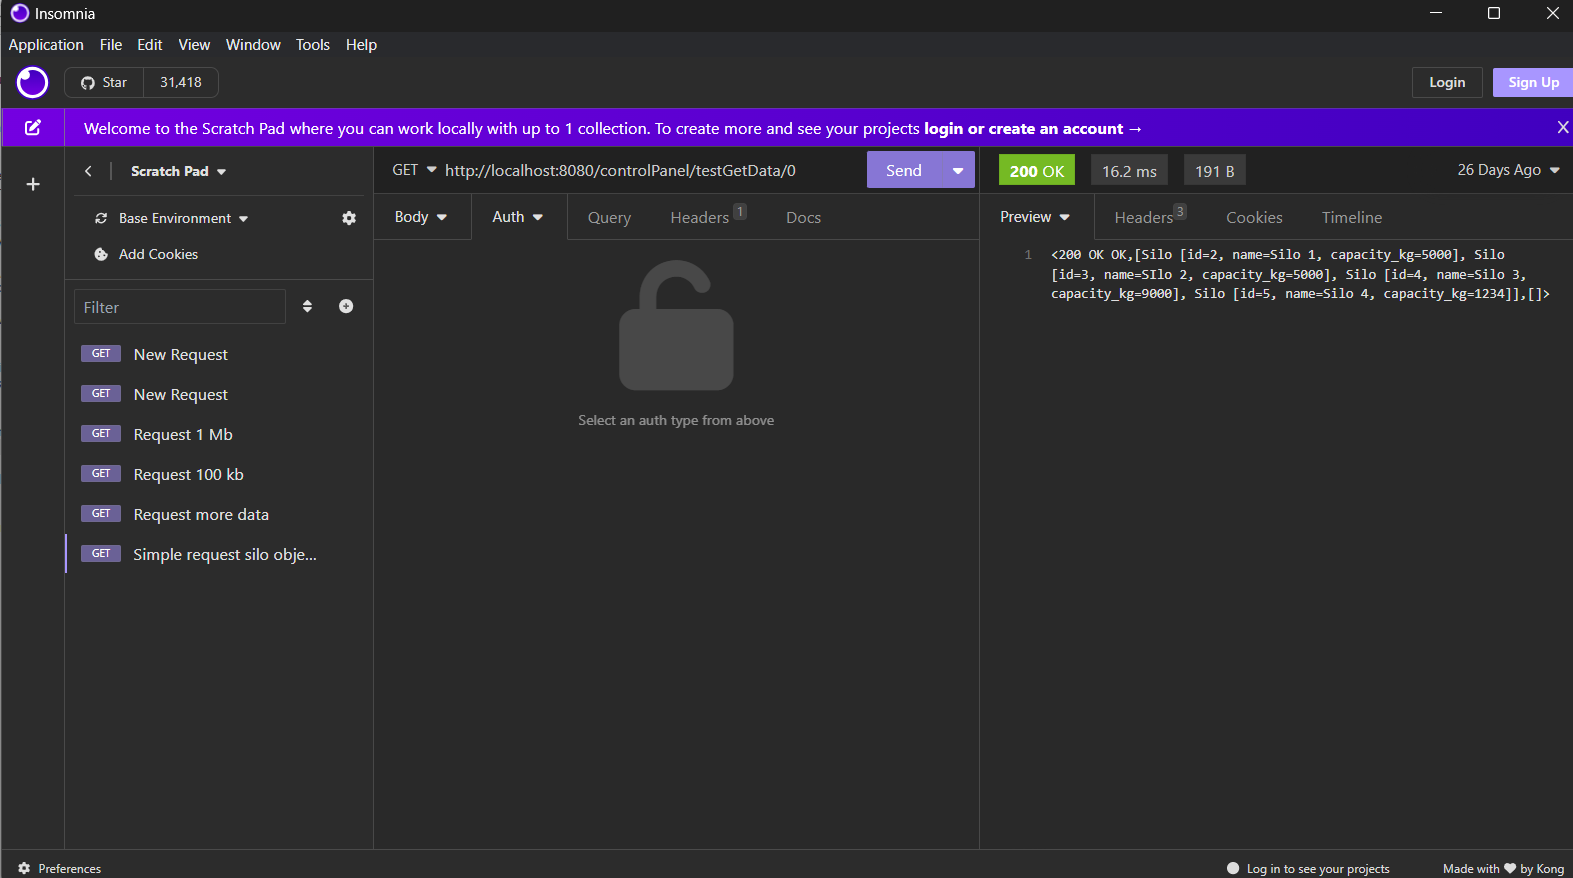 Insomnia
Application File Edit View Window Tools Help
Star 31,418
Login Sign Up
Welcome to the Scratch Pad where you can work locally with up to 1 collection. To create more and see your projects login or create an account →
Scratch Pad
Base Environment
Add Cookies
Filter
GET New Request
GET New Request
GET Request 1 Mb
GET Request 100 kb
GET Request more data
GET Simple request silo obje...
GET http://localhost:8080/controlPanel/testGetData/0 Send
Body Auth Query Headers 1 Docs
Select an auth type from above
200 OK 16.2 ms 191 B 26 Days Ago
Preview Headers 3 Cookies Timeline
1 <200 OK OK,[Silo [id=2, name=Silo 1, capacity_kg=5000], Silo
[id=3, name=SIlo 2, capacity_kg=5000], Silo [id=4, name=Silo 3,
capacity_kg=9000], Silo [id=5, name=Silo 4, capacity_kg=1234]],[]>
Preferences
Log in to see your projects Made with ♥ by Kong